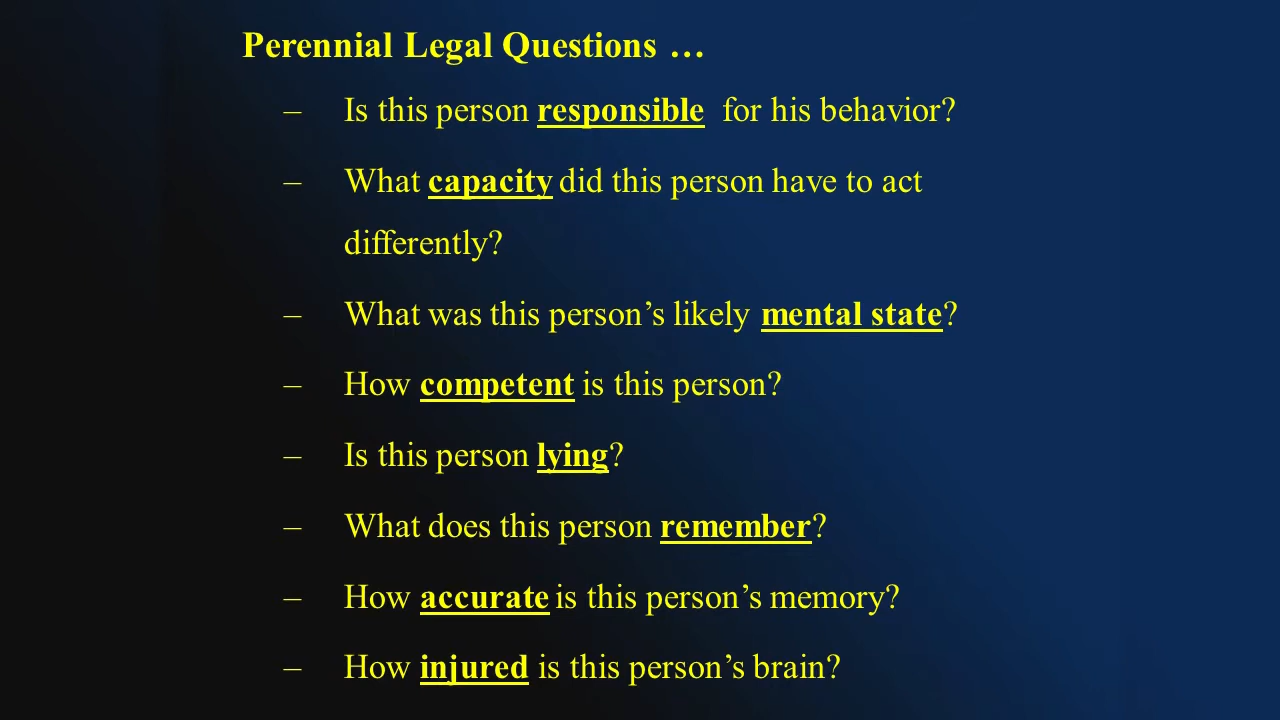 Perennial Legal Questions …
– Is this person responsible for his behavior?
– What capacity did this person have to act
differently?
– What was this person’s likely mental state?
– How competent is this person?
– Is this person lying?
– What does this person remember?
– How accurate is this person’s memory?
– How injured is this person’s brain?